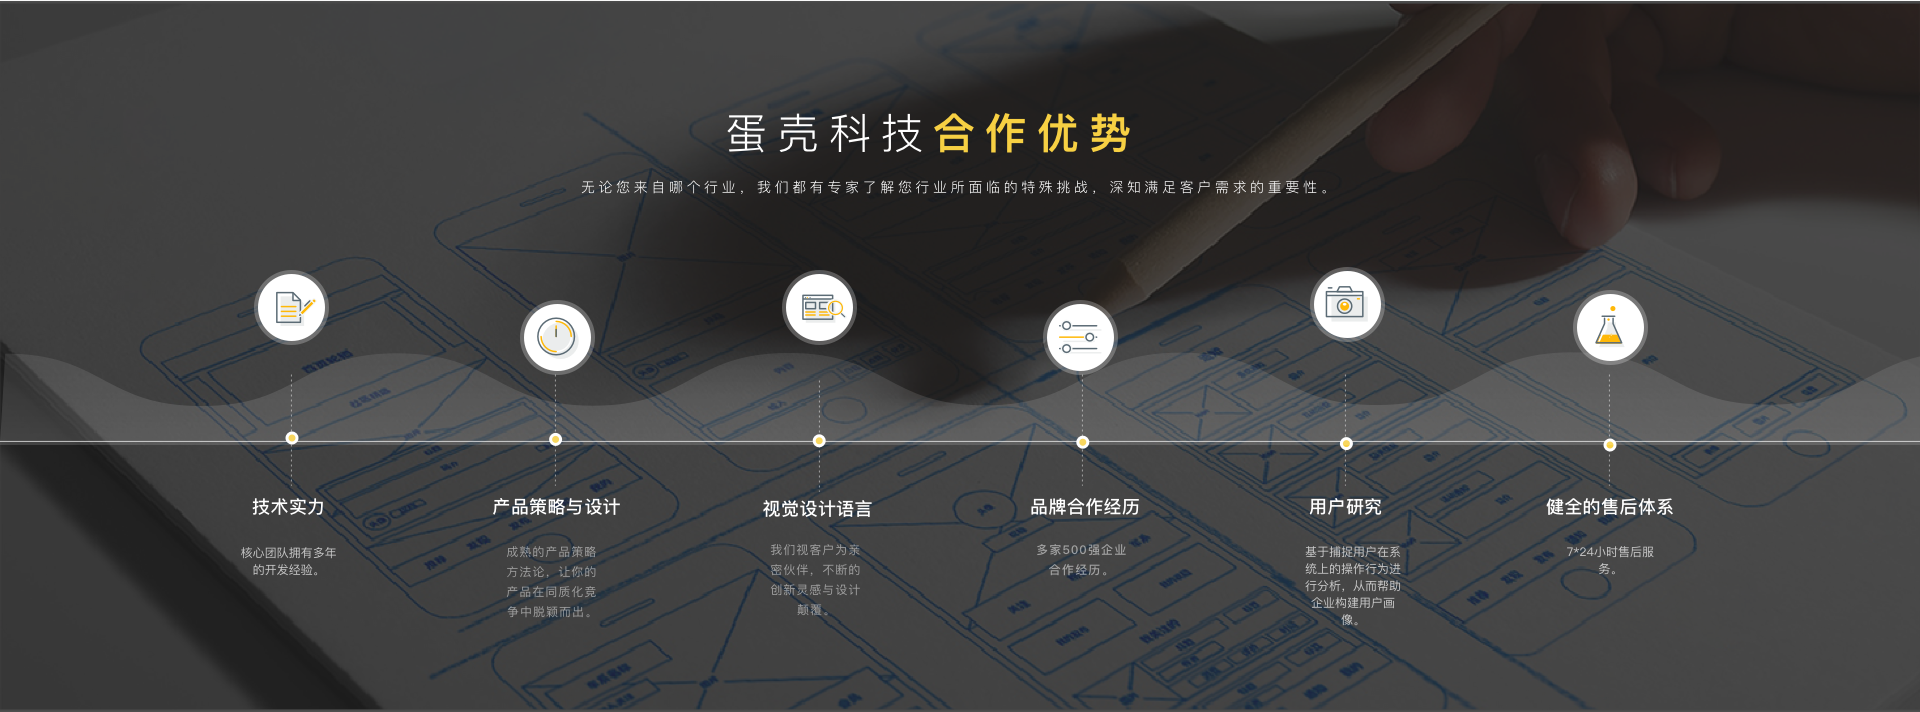 蛋壳科技合作优势
无论您来自哪个行业，我们都有专家了解您行业所面临的特殊挑战，深知满足客户需求的重要性。
技术实力
核心团队拥有多年
的开发经验。
产品策略与设计
成熟的产品策略
方法论，让你的
产品在同质化竞
争中脱颖而出。
视觉设计语言
我们视客户为亲
密伙伴，不断的
创新灵感与设计
颠覆。
品牌合作经历
多家500强企业
合作经历。
用户研究
基于捕捉用户在系
统上的操作行为进
行分析，从而帮助
企业构建用户画
像。
健全的售后体系
7*24小时售后服
务。